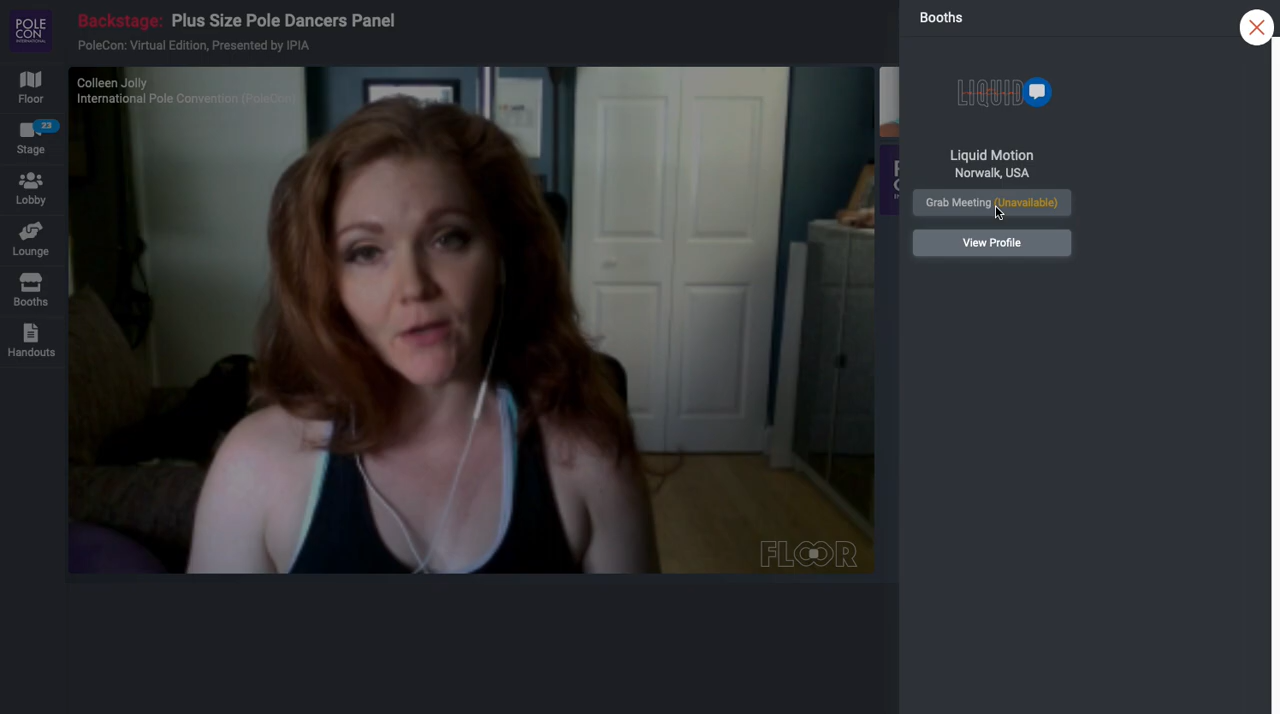 POLE
CON
INTERNATIONAL
Backstage: Plus Size Pole Dancers Panel
PoleCon: Virtual Edition, Presented by IPIA
Floor
23
Stage
Lobby
Lounge
Booths
Handouts
Colleen Jolly
International Pole Convention (PoleCon)
FLOOR
Booths
LIQUID
Liquid Motion
Norwalk, USA
Grab Meeting (Unavailable)
View Profile